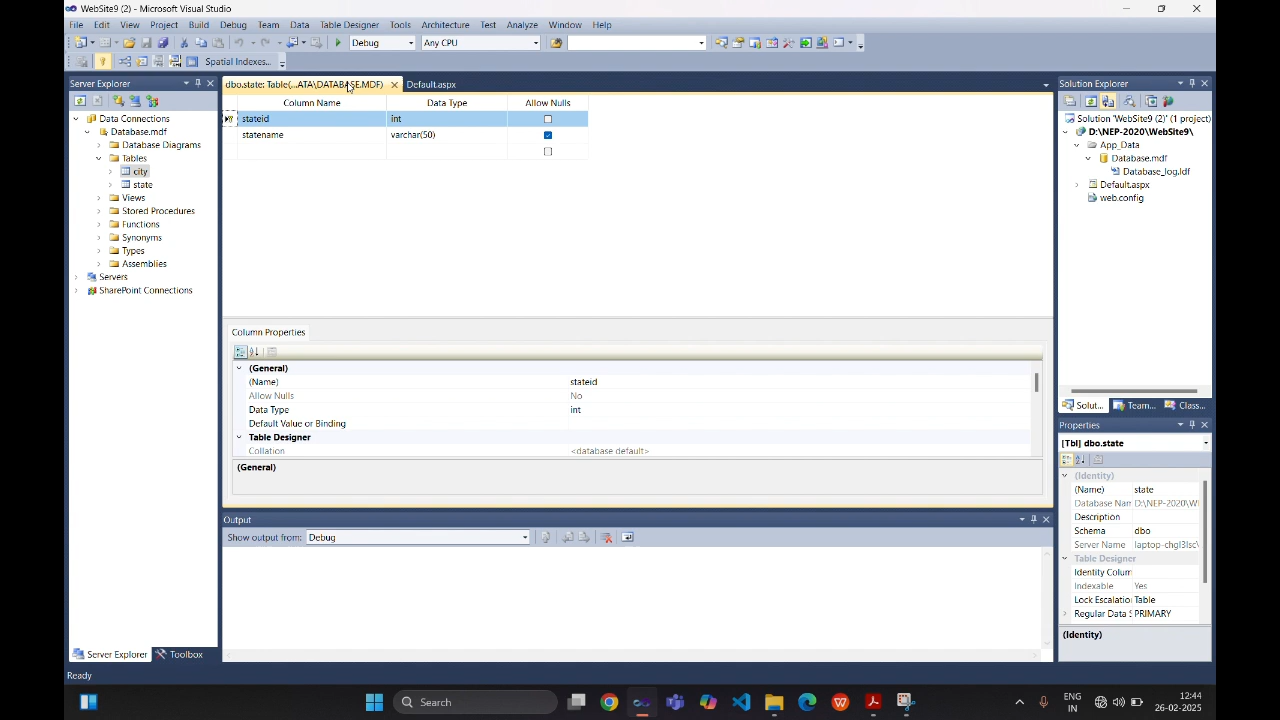 WebSite9 (2) - Microsoft Visual Studio
File Edit View Project Build Debug Team Data Table Designer Tools Architecture Test Analyze Window Help
Debug Any CPU
Spatial Indexes...
Server Explorer
Data Connections
Database.mdf
Database Diagrams
Tables
city
state
Views
Stored Procedures
Functions
Synonyms
Types
Assemblies
Servers
SharePoint Connections
Server Explorer Toolbox
dbo.state: Table(...ATA\DATABASE.MDF) Default.aspx
Column Name Data Type Allow Nulls
stateid int
statename varchar(50)
Column Properties
(General)
(Name) stateid
Allow Nulls No
Data Type int
Default Value or Binding
Table Designer
Collation <database default>
(General)
Output
Show output from: Debug
Solution Explorer
Solution 'WebSite9 (2)' (1 project)
D:\NEP-2020\WebSite9\
App_Data
Database.mdf
Database_log.ldf
Default.aspx
web.config
Solut... Team... Class...
Properties
[Tbl] dbo.state
(Identity)
(Name) state
Database Nam D:\NEP-2020\W
Description
Schema dbo
Server Name laptop-chgl3lsc\
Table Designer
Identity Colum
Indexable Yes
Lock Escalatio Table
Regular Data S PRIMARY
(Identity)
Ready
Search
ENG
IN
12:44
26-02-2025